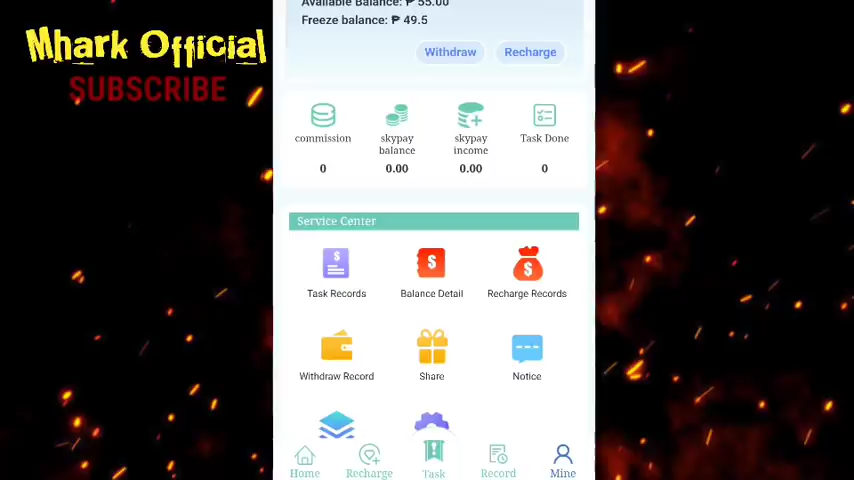 Mhark Official
SUBSCRIBE
Available Balance: ₱ 55.00
Freeze balance: ₱ 49.5
Withdraw
Recharge
commission
skypay balance
skypay income
Task Done
0
0.00
0.00
0
Service Center
Task Records
Balance Detail
Recharge Records
Withdraw Record
Share
Notice
Home
Recharge
Task
Record
Mine